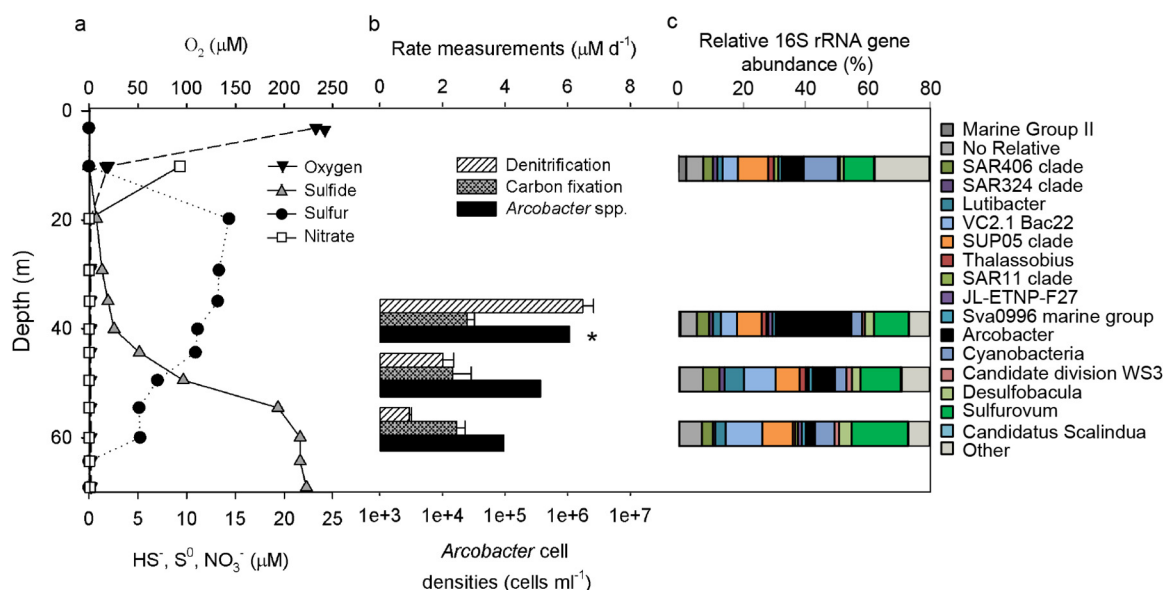 a
O₂ (μM)
0 50 100 150 200 250
0
20
40
60
Depth (m)
Oxygen
Sulfide
Sulfur
Nitrate
0 5 10 15 20 25
HS⁻, S⁰, NO₃⁻ (μM)
b
Rate measurements (μM d⁻¹)
0 2 4 6 8
Denitrification
Carbon fixation
Arcobacter spp.
*
1e+3 1e+4 1e+5 1e+6 1e+7
Arcobacter cell
densities (cells ml⁻¹)
c
Relative 16S rRNA gene
abundance (%)
0 20 40 60 80
Marine Group II
No Relative
SAR406 clade
SAR324 clade
Lutibacter
VC2.1 Bac22
SUP05 clade
Thalassobius
SAR11 clade
JL-ETNP-F27
Sva0996 marine group
Arcobacter
Cyanobacteria
Candidate division WS3
Desulfobacula
Sulfurovum
Candidatus Scalindua
Other